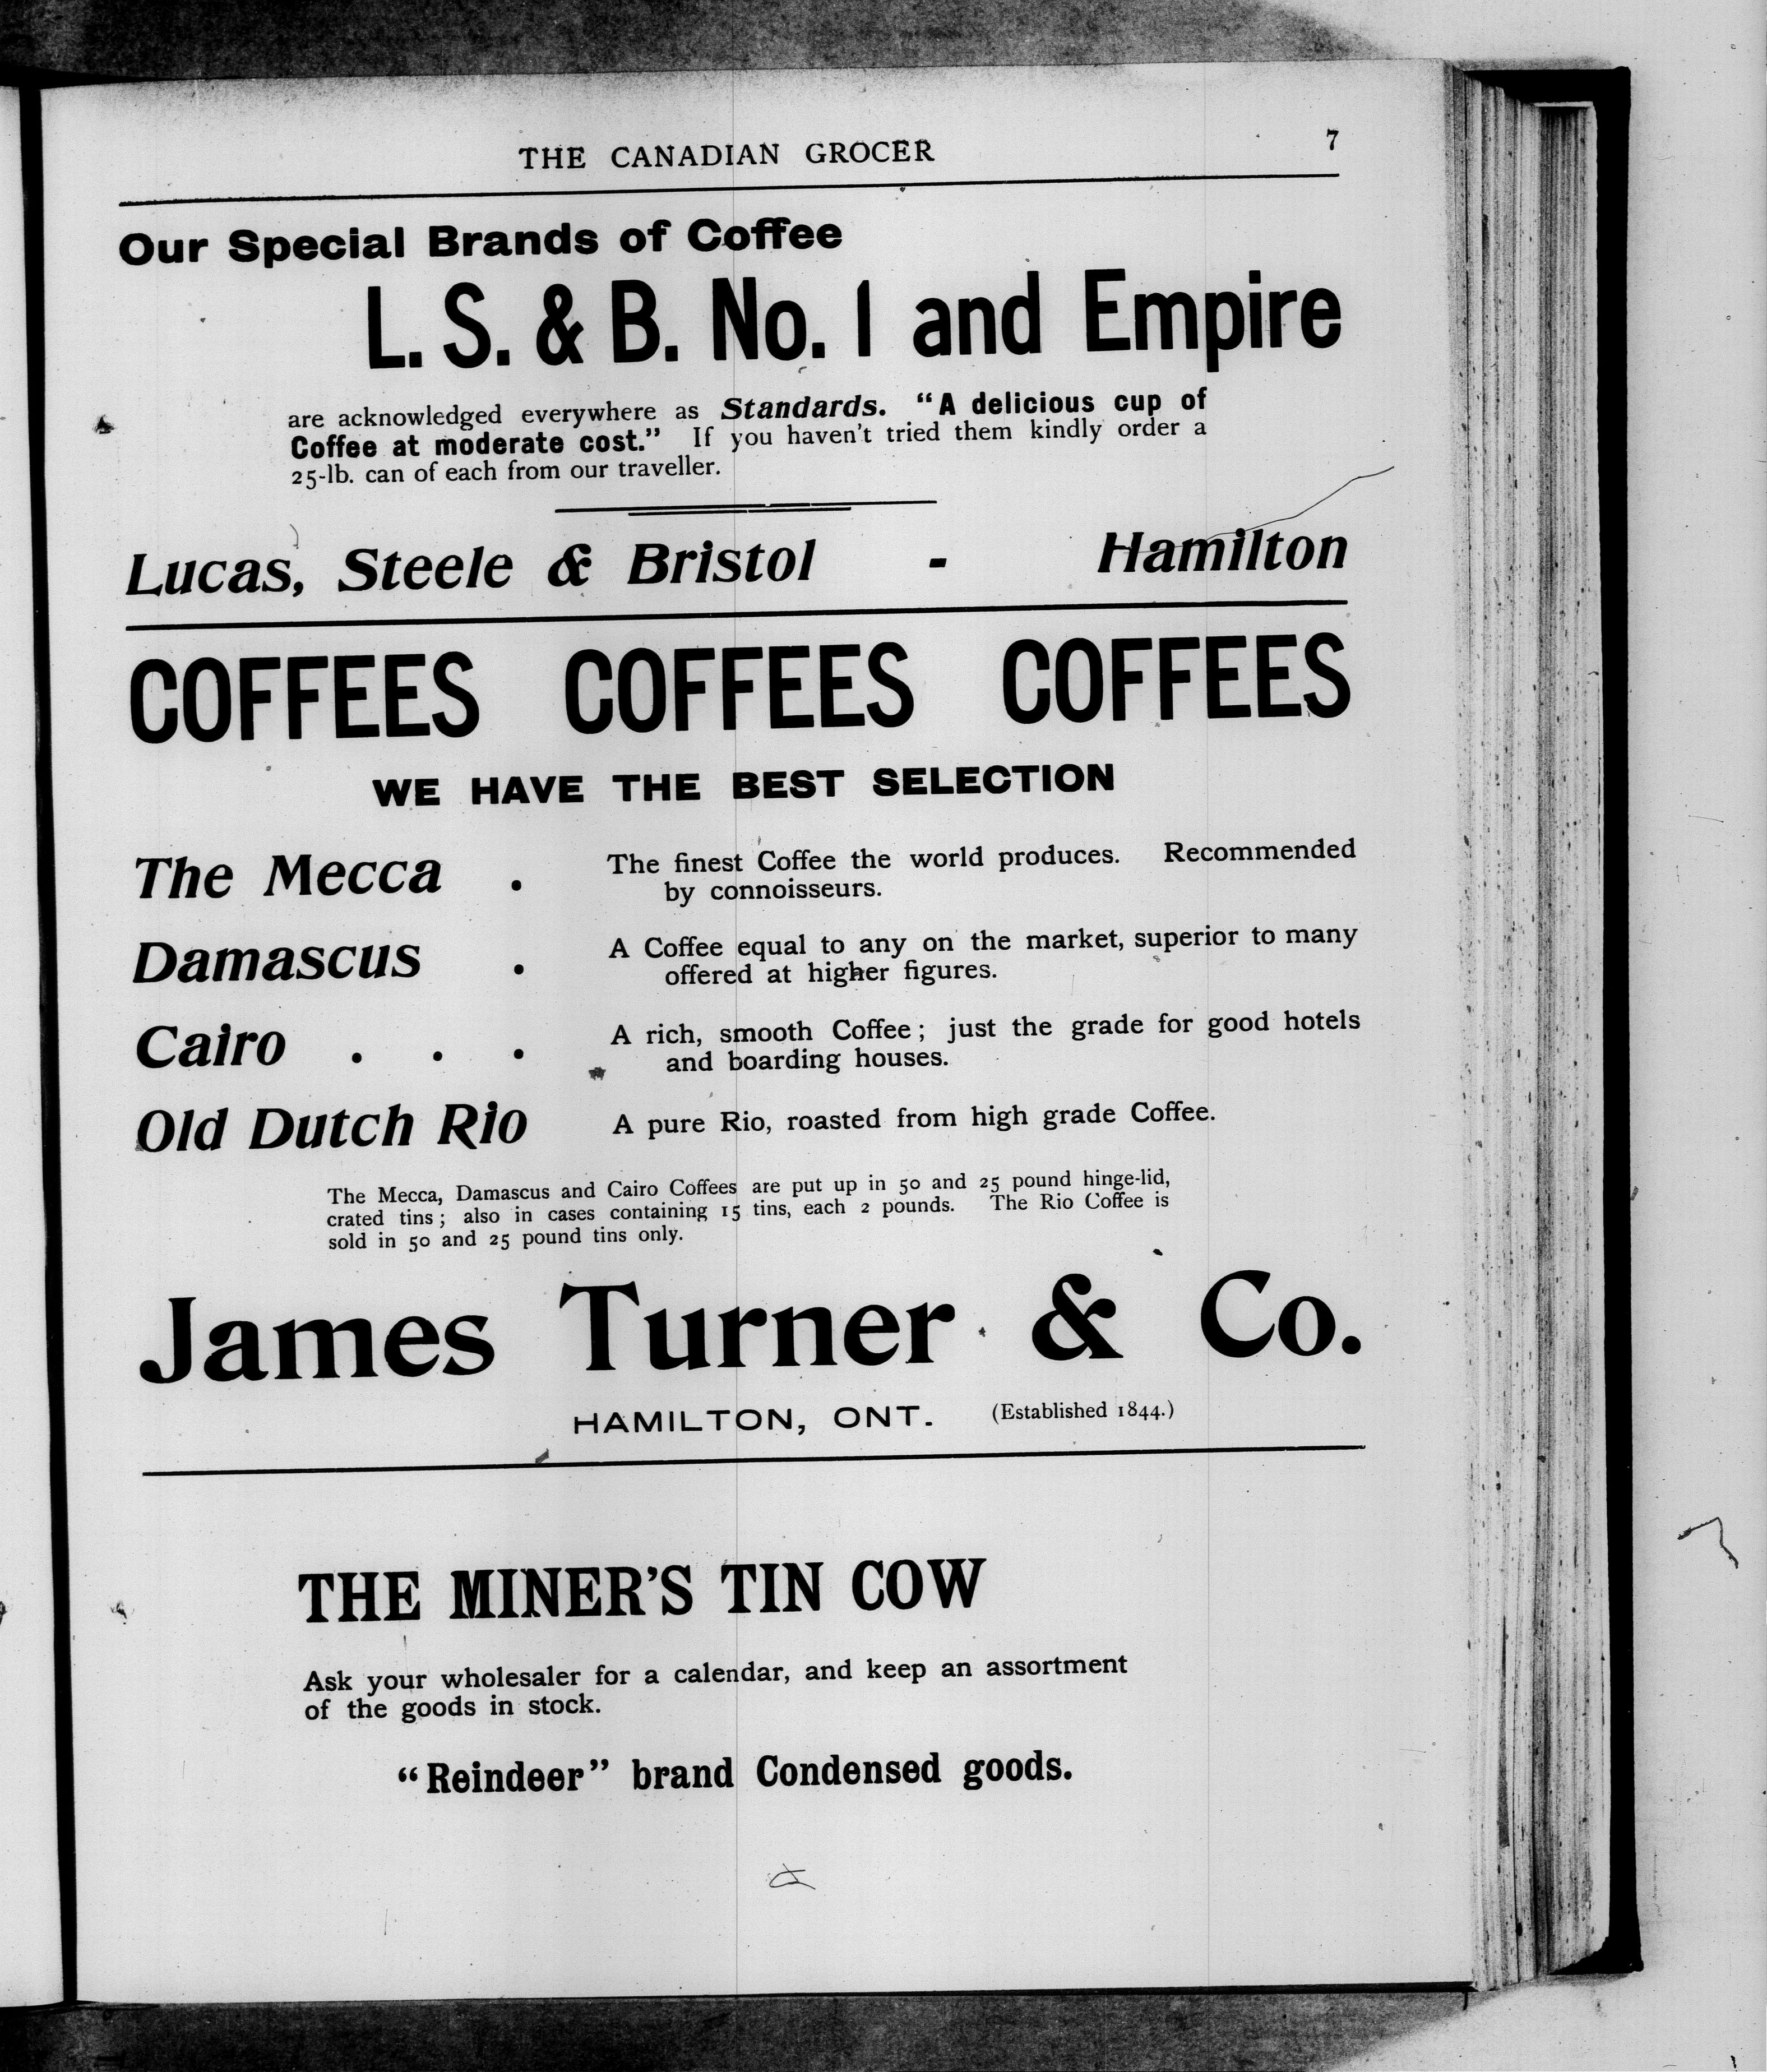 THE CANADIAN GROCER 7
Our Special Brands of Coffee
L. S. & B. No. 1 and Empire
are acknowledged everywhere as Standards. “A delicious cup of
Coffee at moderate cost.” If you haven't tried them kindly order a
25-lb. can of each from our traveller.
Lucas, Steele & Bristol - Hamilton
COFFEES COFFEES COFFEES
WE HAVE THE BEST SELECTION
The Mecca . The finest Coffee the world produces. Recommended
by connoisseurs.
Damascus . A Coffee equal to any on the market, superior to many
offered at higher figures.
Cairo . . . A rich, smooth Coffee; just the grade for good hotels
and boarding houses.
Old Dutch Rio A pure Rio, roasted from high grade Coffee.
The Mecca, Damascus and Cairo Coffees are put up in 50 and 25 pound hinge-lid,
crated tins; also in cases containing 15 tins, each 2 pounds. The Rio Coffee is
sold in 50 and 25 pound tins only.
James Turner & Co.
HAMILTON, ONT. (Established 1844.)
THE MINER'S TIN COW
Ask your wholesaler for a calendar, and keep an assortment
of the goods in stock.
“Reindeer” brand Condensed goods.